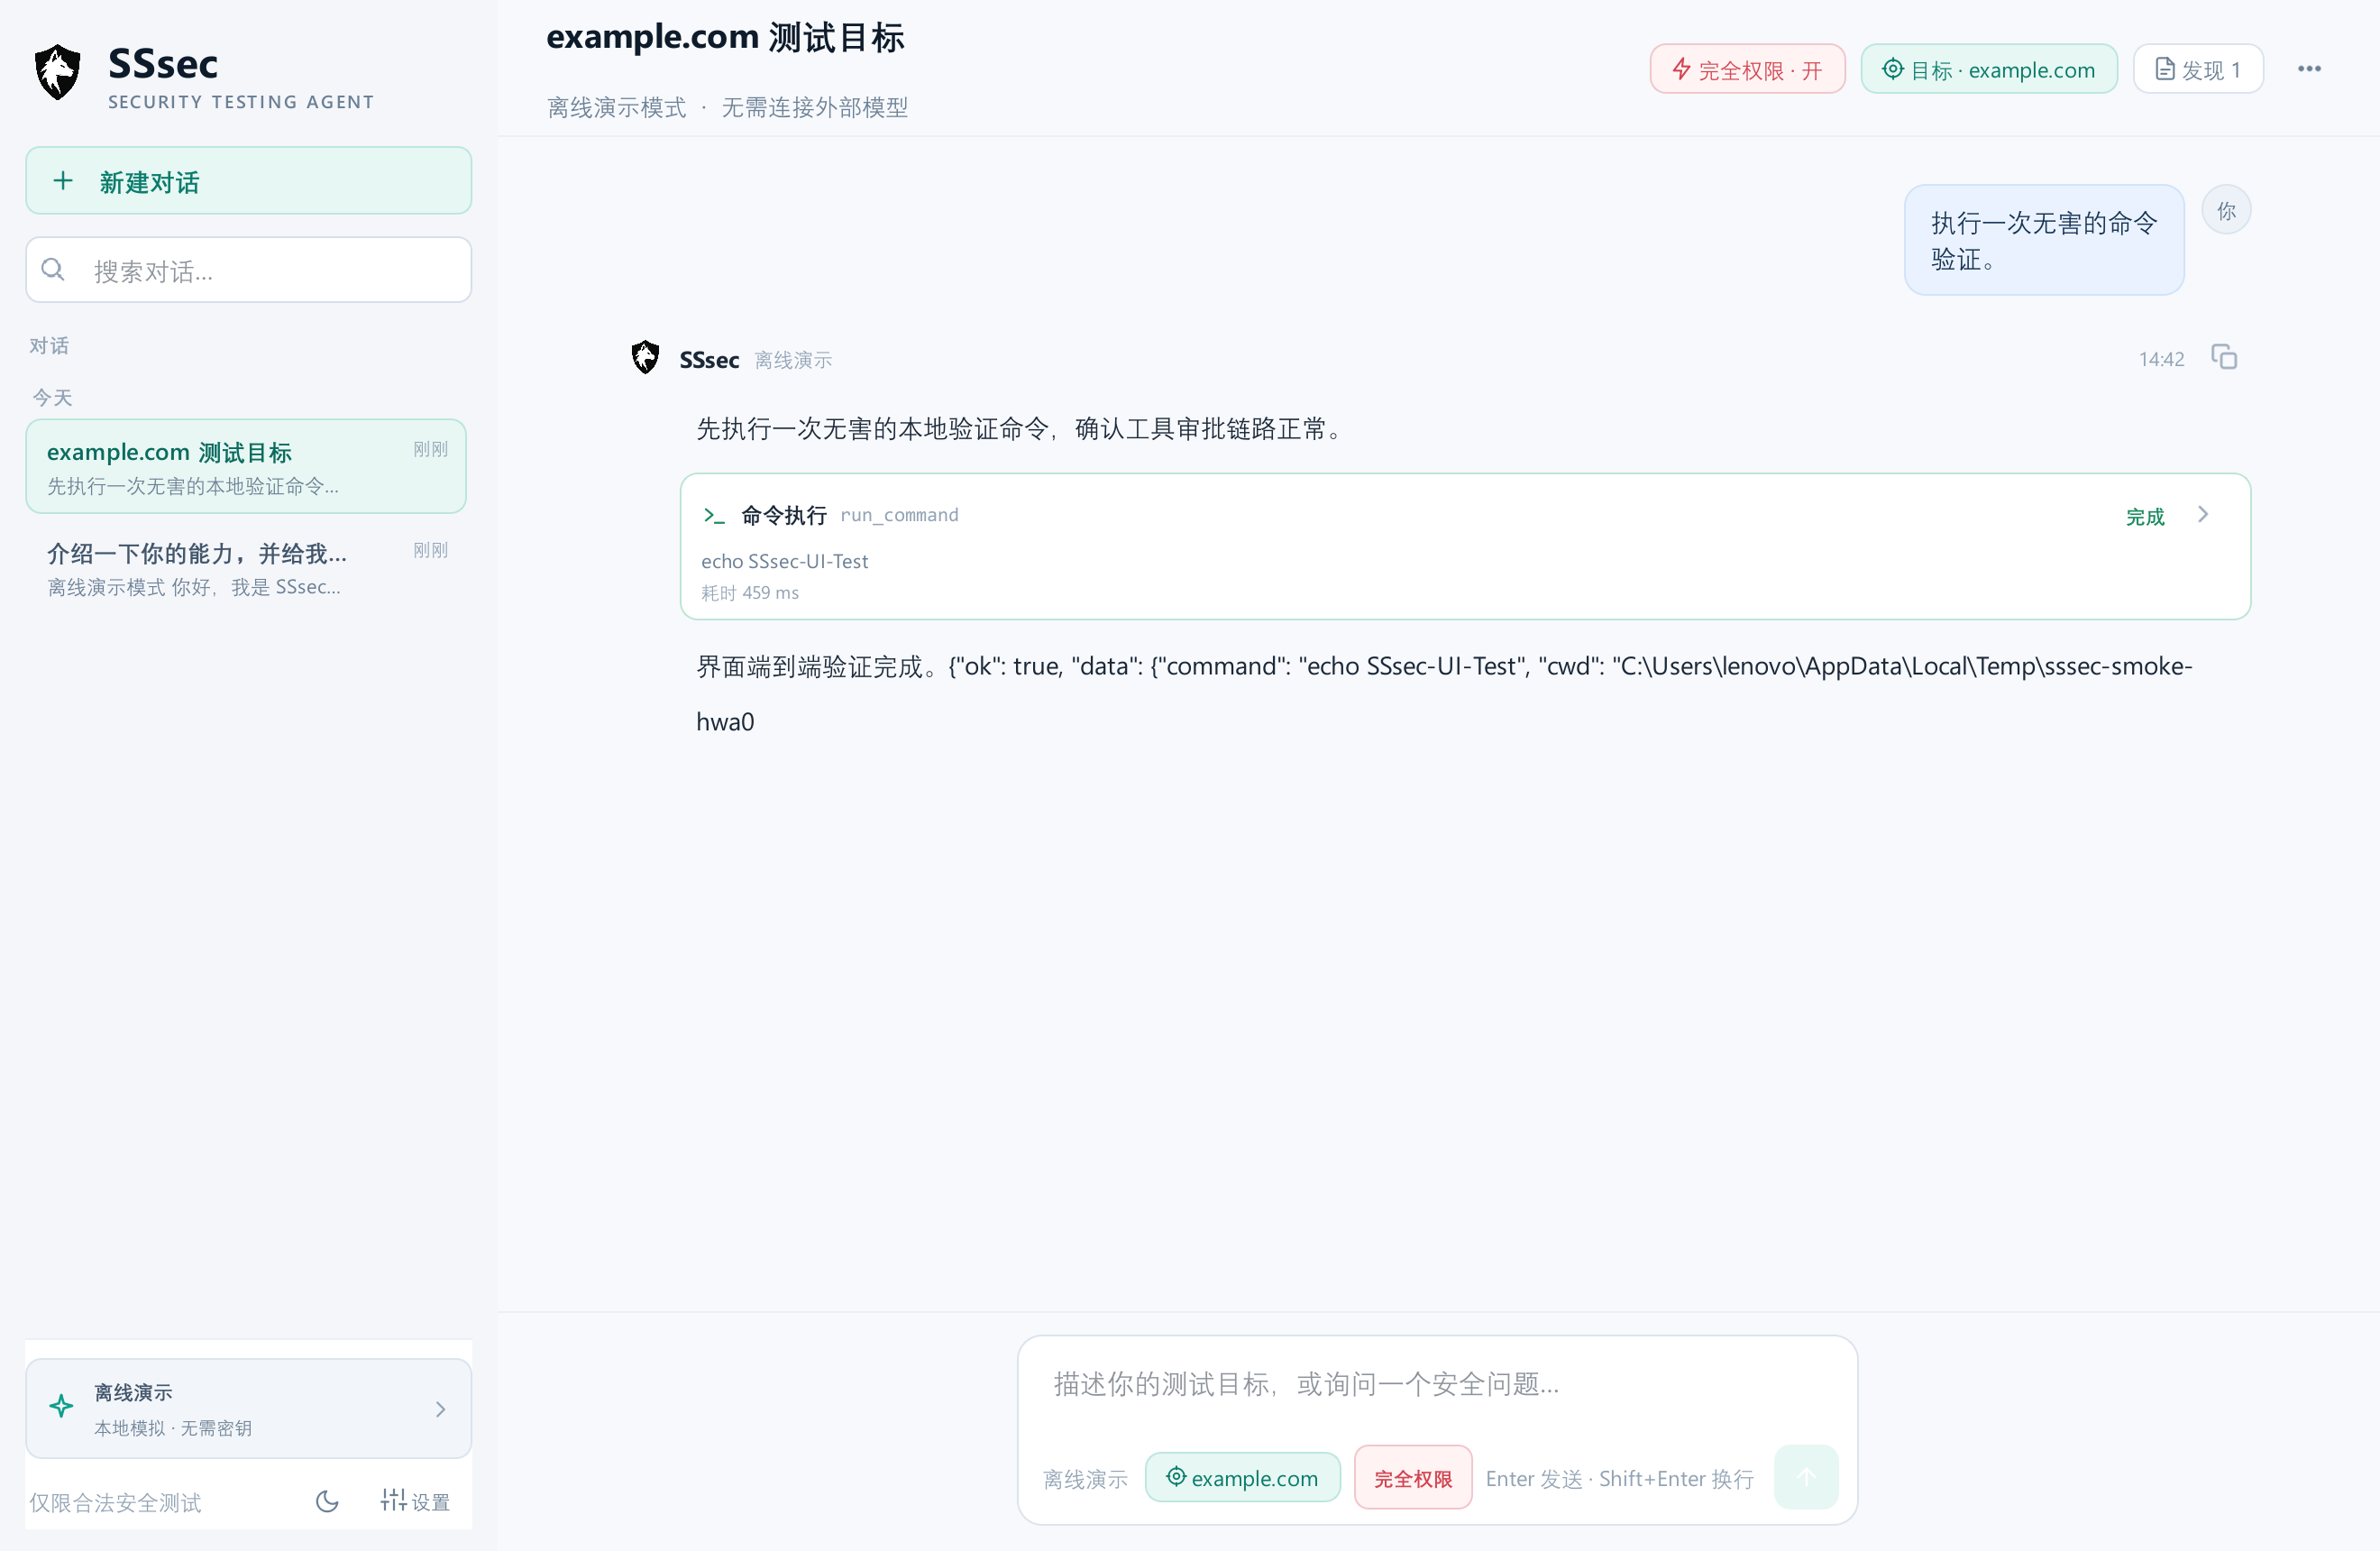 SSsec
SECURITY TESTING AGENT
新建对话
搜索对话...
对话
今天
example.com 测试目标
刚刚
先执行一次无害的本地验证命令...
介绍一下你的能力，并给我...
刚刚
离线演示模式 你好，我是 SSsec...
离线演示
本地模拟 · 无需密钥
仅限合法安全测试
设置
example.com 测试目标
离线演示模式 · 无需连接外部模型
完全权限 · 开
目标 · example.com
发现 1
执行一次无害的命令
验证。
你
SSsec 离线演示
14:42
先执行一次无害的本地验证命令，确认工具审批链路正常。
>_ 命令执行 run_command
完成
echo SSsec-UI-Test
耗时 459 ms
界面端到端验证完成。{"ok": true, "data": {"command": "echo SSsec-UI-Test", "cwd": "C:\Users\lenovo\AppData\Local\Temp\sssec-smoke-
hwa0
描述你的测试目标，或询问一个安全问题...
离线演示
example.com
完全权限
Enter 发送 · Shift+Enter 换行